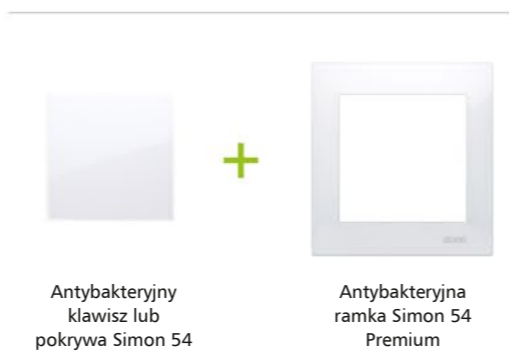 Antybakteryjny
klawisz lub
pokrywa Simon 54
Antybakteryjna
ramka Simon 54
Premium